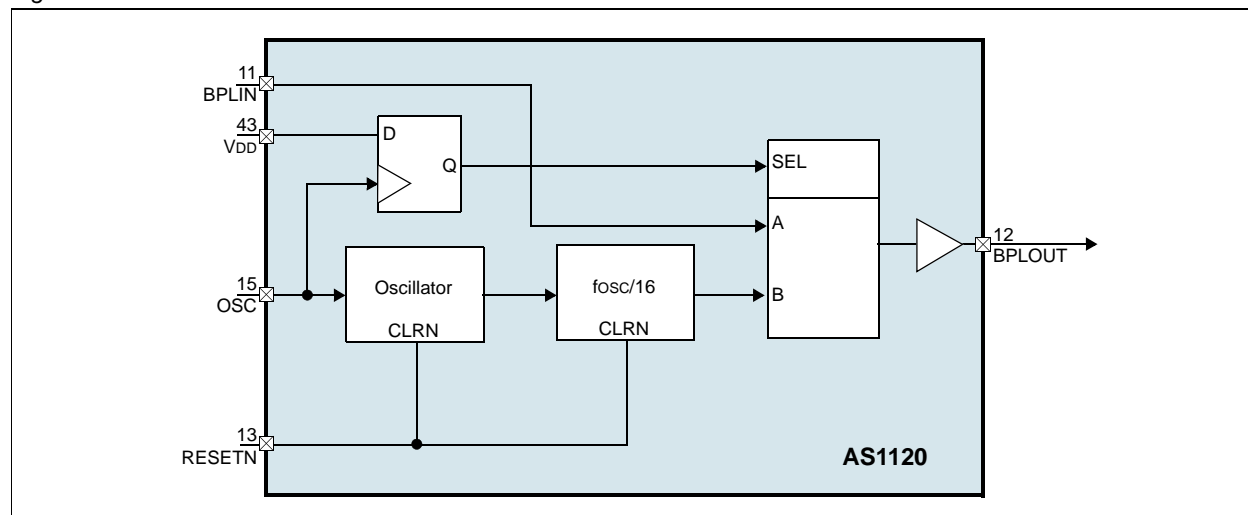 11
BPLIN
43
VDD
D
Q
SEL
A
12
BPLOUT
15
OSC
Oscillator
CLRN
fOSC/16
CLRN
B
13
RESETN
AS1120